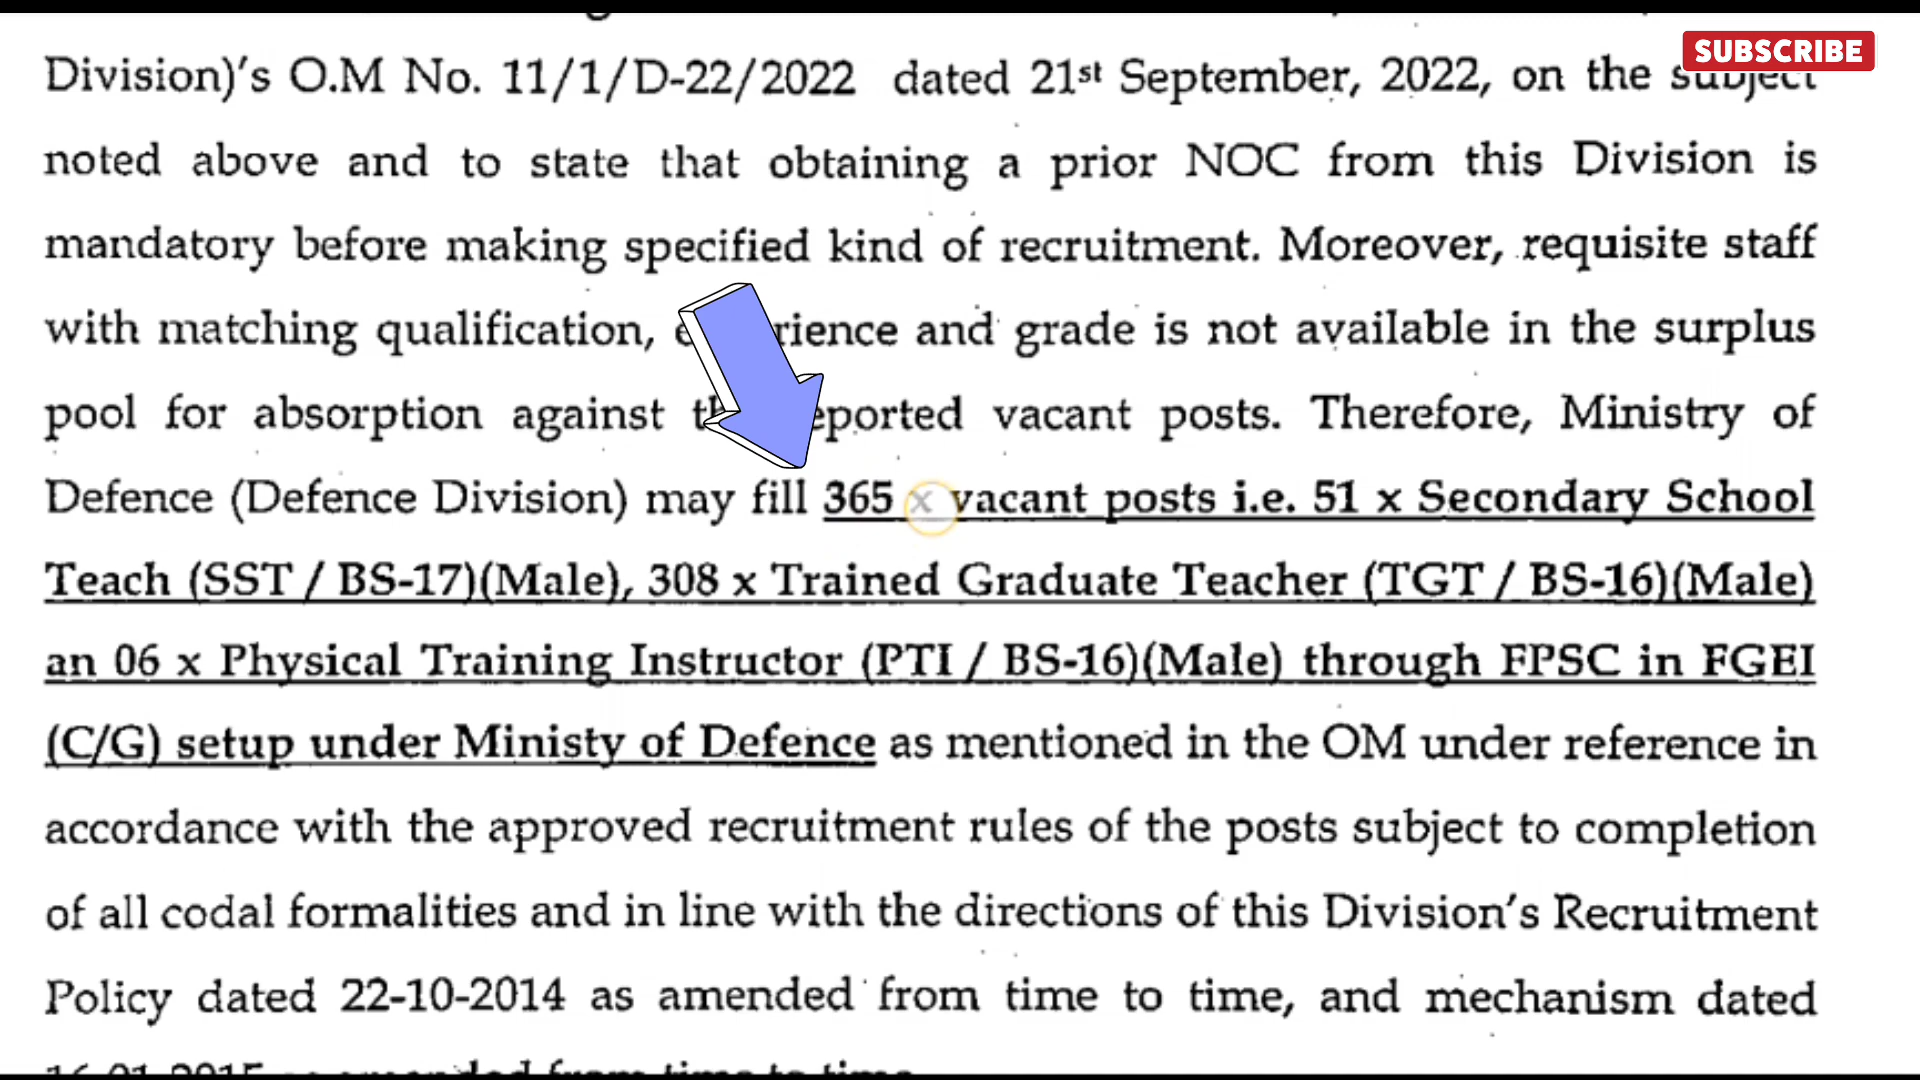 SUBSCRIBE
Division)'s O.M No. 11/1/D-22/2022 dated 21st September, 2022, on the subject
noted above and to state that obtaining a prior NOC from this Division is
mandatory before making specified kind of recruitment. Moreover, requisite staff
with matching qualification, and grade is not available in the surplus
pool for absorption against vacant posts. Therefore, Ministry of
Defence (Defence Division) may fill 365 x vacant posts i.e. 51 x Secondary School
Teach (SST / BS-17)(Male), 308 x Trained Graduate Teacher (TGT / BS-16)(Male)
an 06 x Physical Training Instructor (PTI / BS-16)(Male) through FPSC in FGEI
(C/G) setup under Ministy of Defence as mentioned in the OM under reference in
accordance with the approved recruitment rules of the posts subject to completion
of all codal formalities and in line with the directions of this Division's Recruitment
Policy dated 22-10-2014 as amended from time to time, and mechanism dated